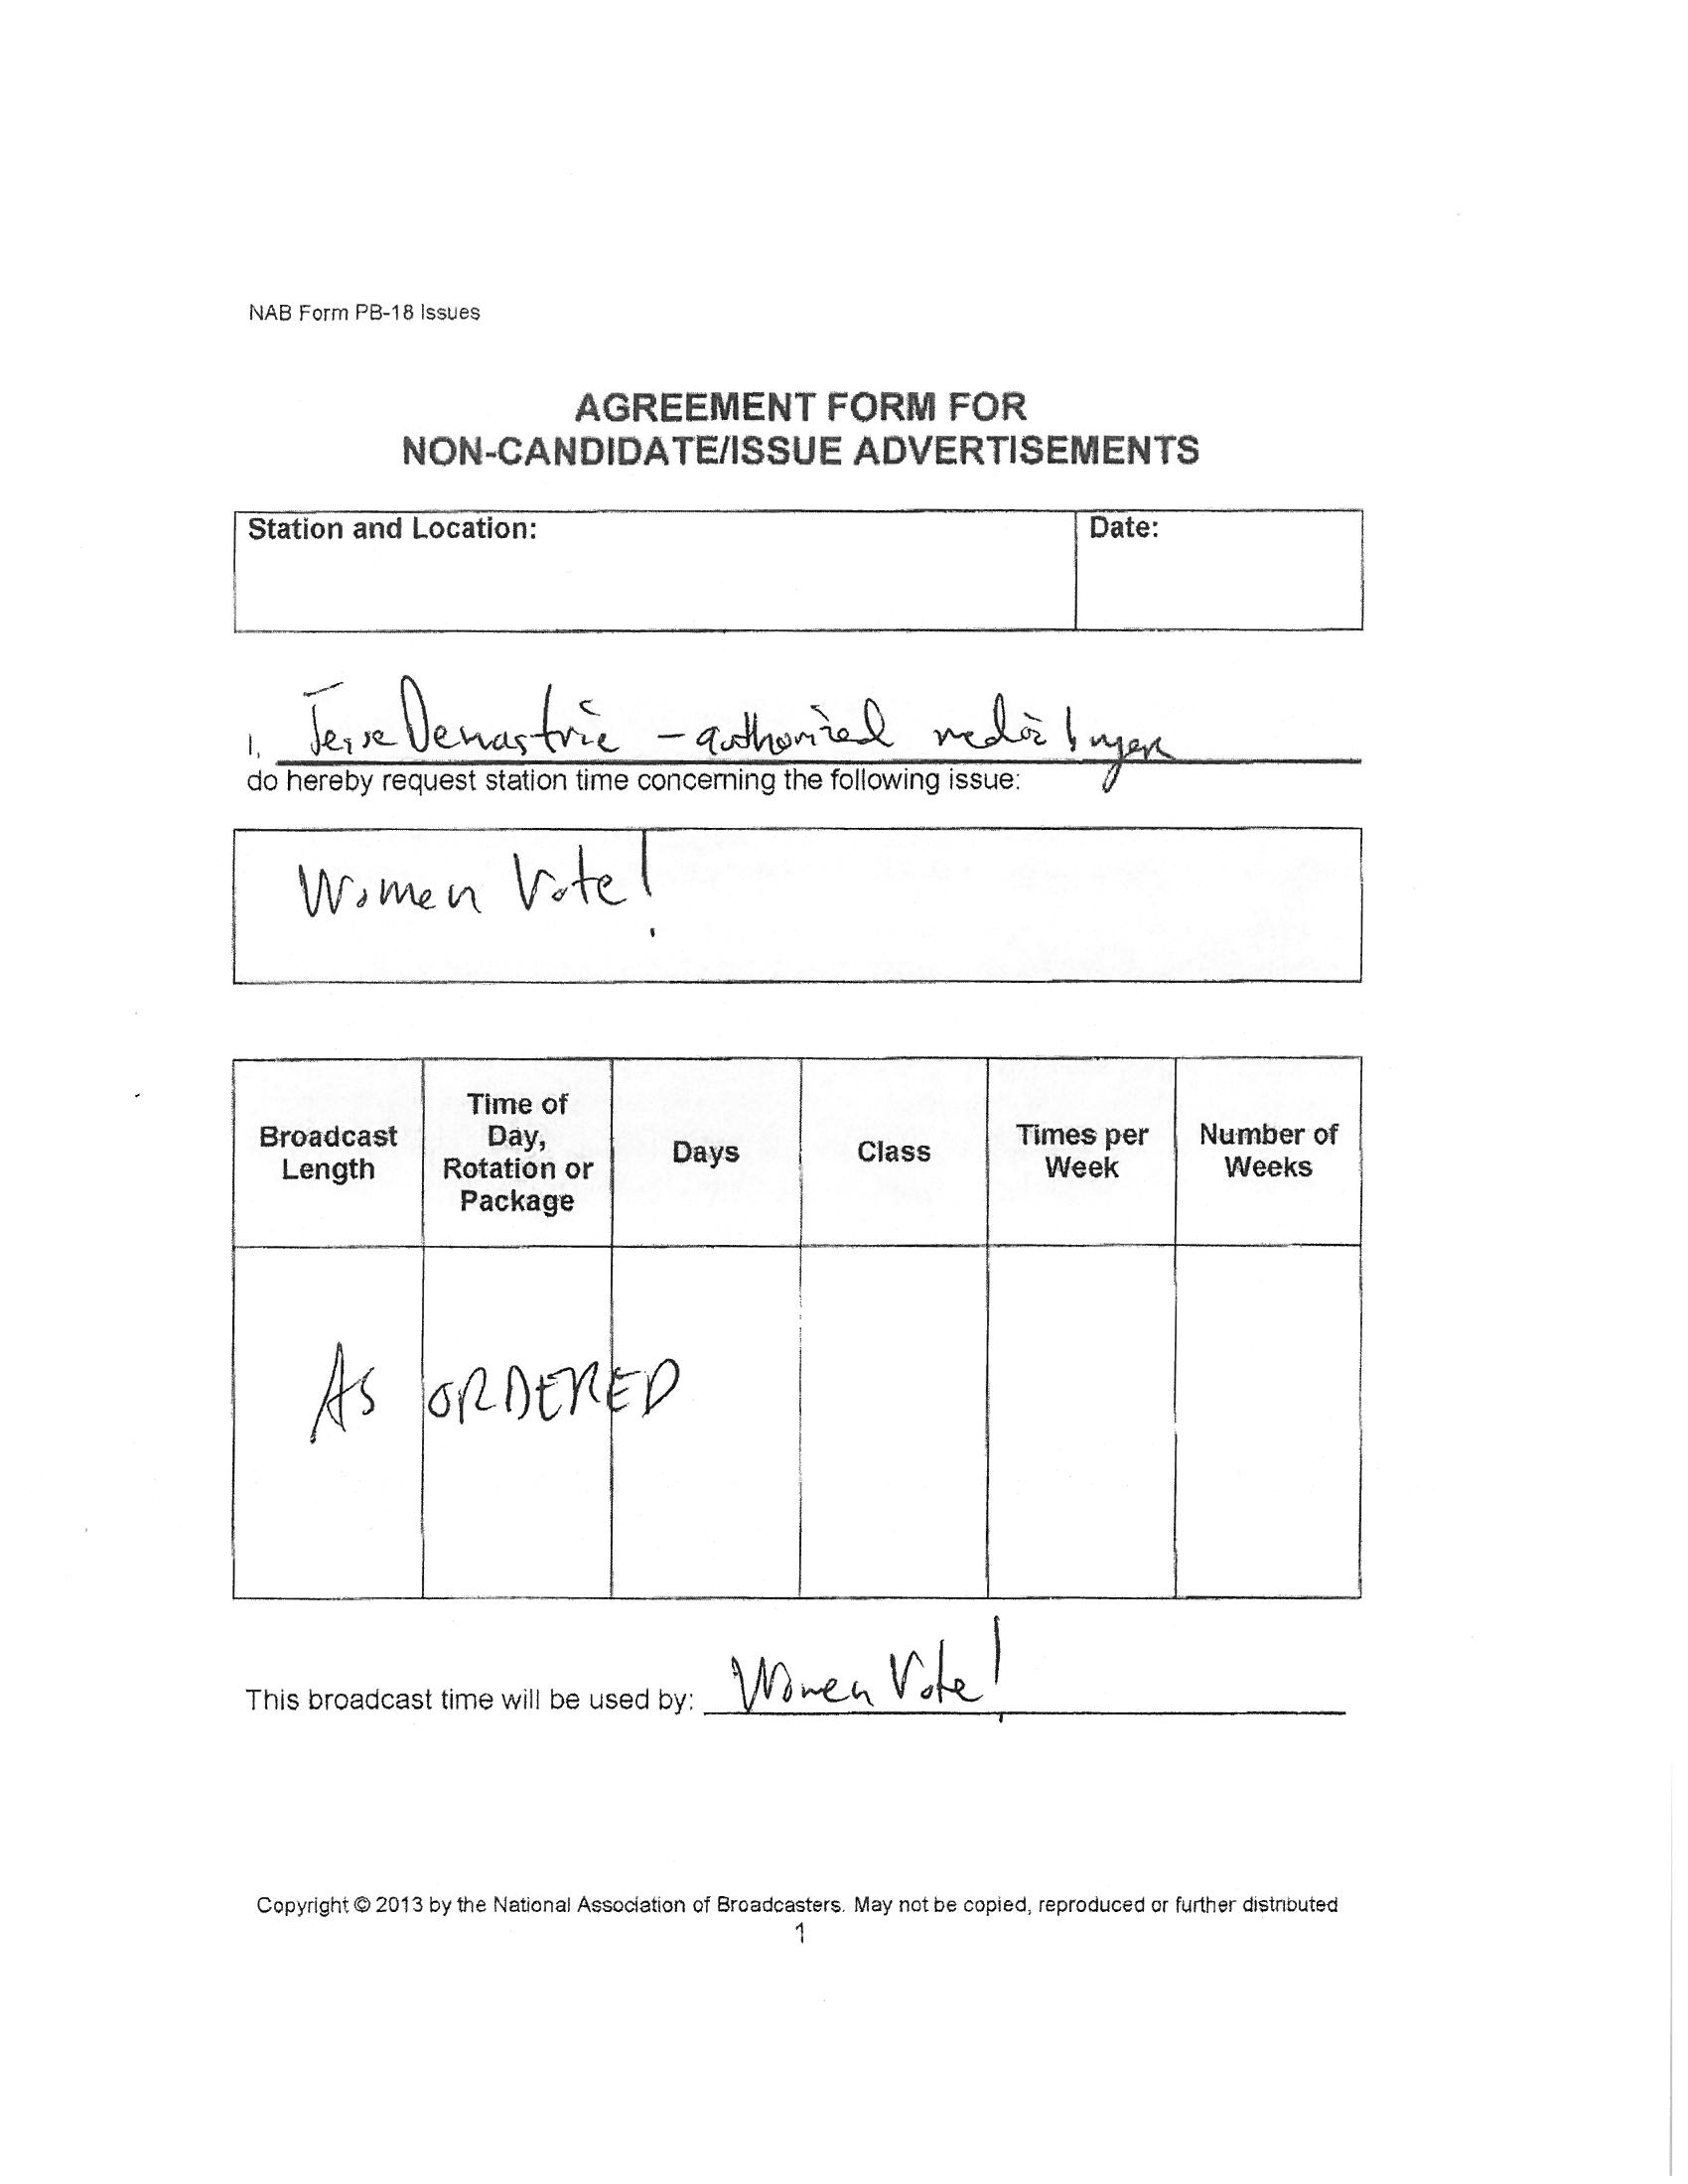 NAB Form PB-18 Issues
AGREEMENT FORM FOR
NON-CANDIDATE/ISSUE ADVERTISEMENTS
Station and Location:
Date:
I, Jesse Demastrie - authorized media buyer
do hereby request station time concerning the following issue:
Women Vote!
Broadcast Length
Time of Day, Rotation or Package
Days
Class
Times per Week
Number of Weeks
AS ORDERED
This broadcast time will be used by: Women Vote!
Copyright © 2013 by the National Association of Broadcasters. May not be copied, reproduced or further distributed
1